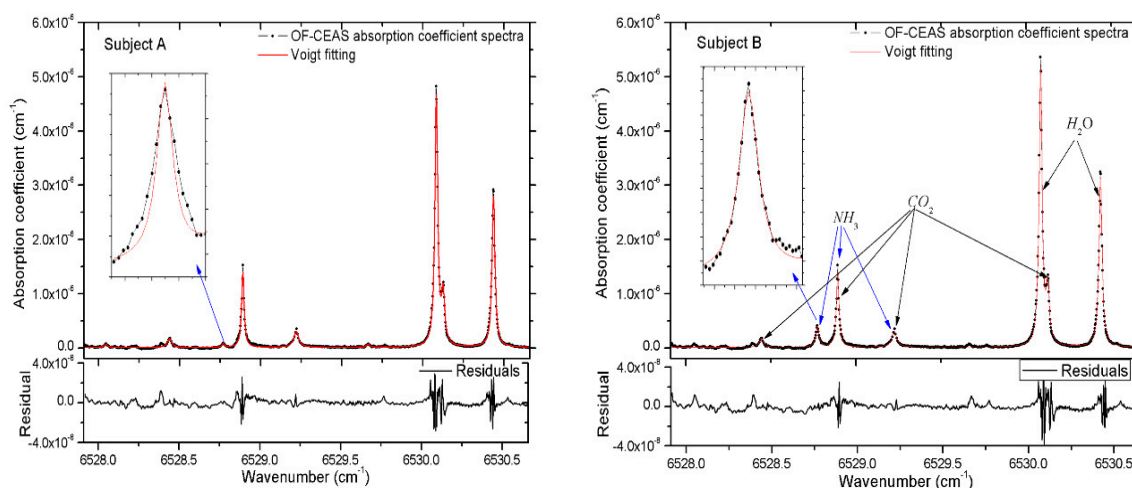 Subject A
OF-CEAS absorption coefficient spectra
Voigt fitting
6.0x10⁻⁶
5.0x10⁻⁶
4.0x10⁻⁶
3.0x10⁻⁶
2.0x10⁻⁶
1.0x10⁻⁶
0.0
Absorption coefficient (cm⁻¹)
Residuals
4.0x10⁻⁸
0.0
-4.0x10⁻⁸
Residual
6528.0 6528.5 6529.0 6529.5 6530.0 6530.5
Wavenumber (cm⁻¹)
Subject B
OF-CEAS absorption coefficient spectra
Voigt fitting
6.0x10⁻⁶
5.0x10⁻⁶
4.0x10⁻⁶
3.0x10⁻⁶
2.0x10⁻⁶
1.0x10⁻⁶
0.0
Absorption coefficient (cm⁻¹)
H₂O
CO₂
NH₃
Residuals
4.0x10⁻⁸
0.0
-4.0x10⁻⁸
Residual
6528.0 6528.5 6529.0 6529.5 6530.0 6530.5
Wavenumber (cm⁻¹)